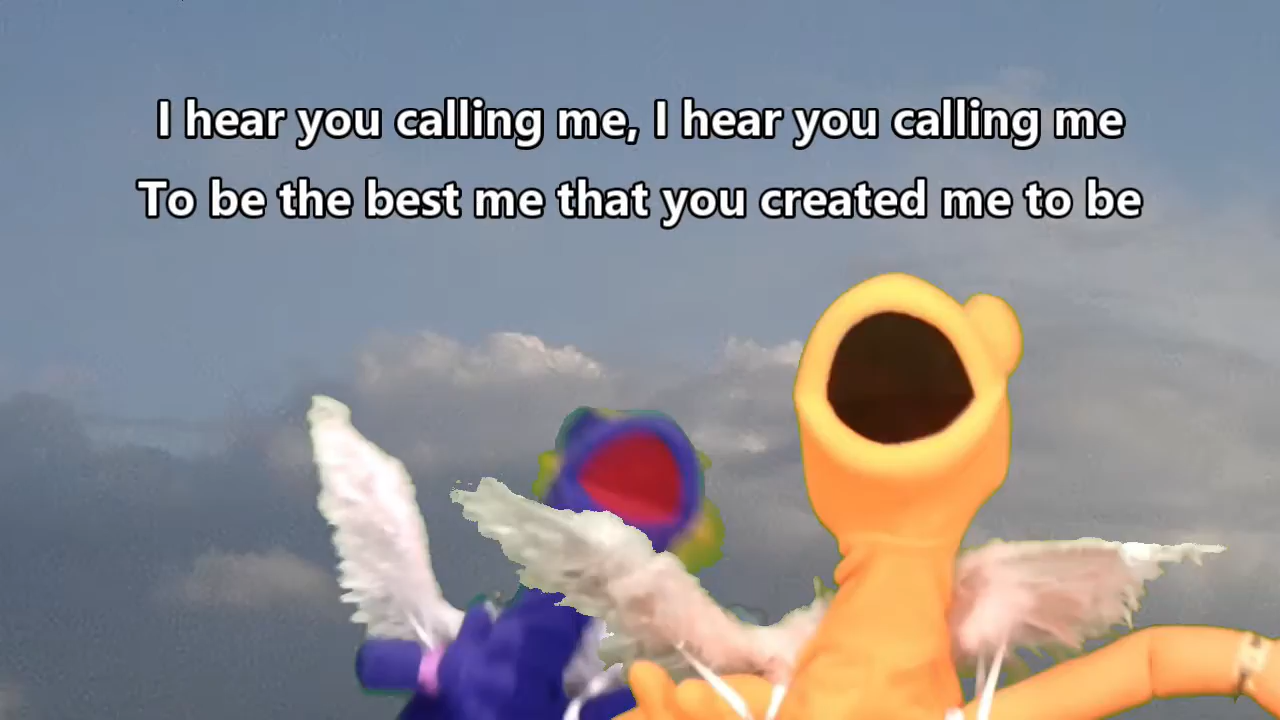 I hear you calling me, I hear you calling me
To be the best me that you created me to be